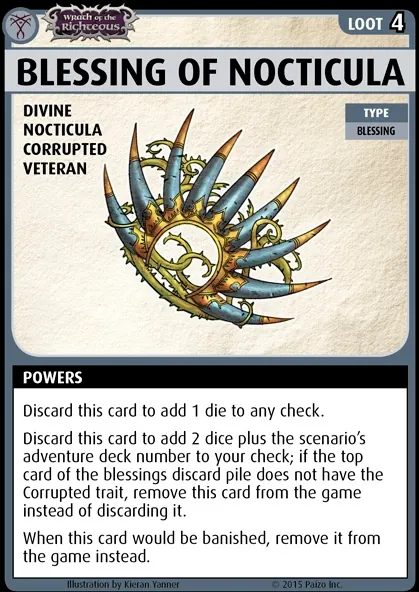 Wrath of the
Righteous
LOOT 4
BLESSING OF NOCTICULA
DIVINE
NOCTICULA
CORRUPTED
VETERAN
TYPE
BLESSING
POWERS
Discard this card to add 1 die to any check.
Discard this card to add 2 dice plus the scenario's
adventure deck number to your check; if the top
card of the blessings discard pile does not have the
Corrupted trait, remove this card from the game
instead of discarding it.
When this card would be banished, remove it from
the game instead.
Illustration by Kieran Yanner
© 2015 Paizo Inc.